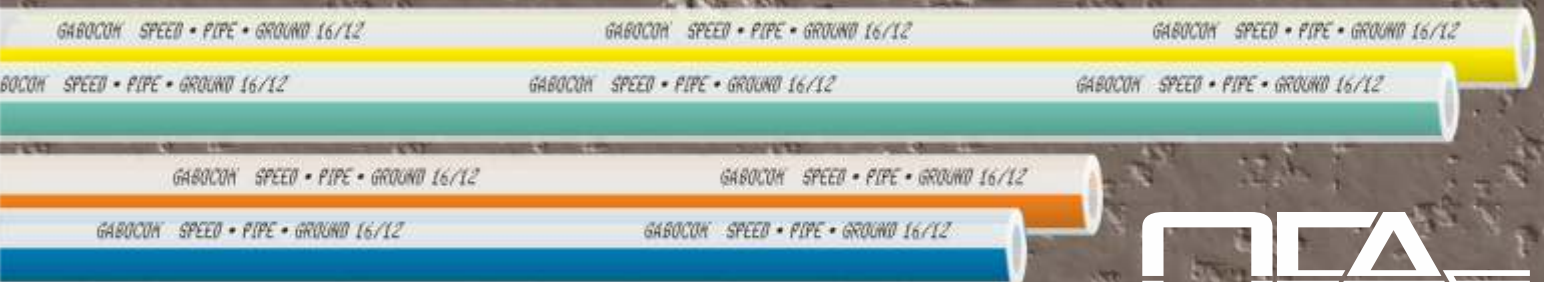 GABOCOM SPEED • PIPE • GROUND 16/12 GABOCOM SPEED • PIPE • GROUND 16/12 GABOCOM SPEED • PIPE • GROUND 16/12
BOCOM SPEED • PIPE • GROUND 16/12 GABOCOM SPEED • PIPE • GROUND 16/12 GABOCOM SPEED • PIPE • GROUND 16/12
GABOCOM SPEED • PIPE • GROUND 16/12 GABOCOM SPEED • PIPE • GROUND 16/12
GABOCOM SPEED • PIPE • GROUND 16/12 GABOCOM SPEED • PIPE • GROUND 16/12